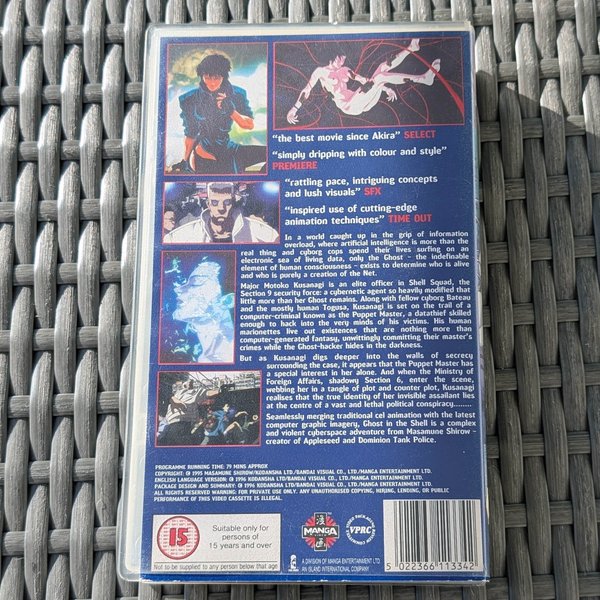 "the best movie since Akira" SELECT
"simply dripping with colour and style"
PREMIERE
"rattling pace, intriguing concepts
and lush visuals" SFX
"inspired use of cutting-edge
animation techniques" TIME OUT
In a world caught up in the grip of information
overload, where artificial intelligence is more than the
real thing and cyborg cops spend their lives surfing on an
electronic sea of living data, only the Ghost - the indefinable
element of human consciousness - exists to determine who is alive
and who is purely a creation of the Net.
Major Motoko Kusanagi is an elite officer in Shell Squad, the
Section 9 security force: a cybernetic agent so heavily modified that
little more than her Ghost remains. Along with fellow cyborg Bateau
and the mostly human Togusa, Kusanagi is set on the trail of a
computer-criminal known as the Puppet Master, a datathief skilled
enough to hack into the very minds of his victims. His human
marionettes live out existences that are nothing more than
computer-generated fantasy, unwittingly committing their master's
crimes while the Ghost-hacker hides in the darkness.
But as Kusanagi digs deeper into the walls of secrecy
surrounding the case, it appears that the Puppet Master has
a special interest in her alone. And when the Ministry of
Foreign Affairs, shadowy Section 6, enter the scene,
webbing her in a tangle of plot and counter plot, Kusanagi
realises that the true identity of her invisible assailant lies
at the centre of a vast and lethal political conspiracy........
Seamlessly merging traditional cel animation with the latest
computer graphic imagery, Ghost in the Shell is a complex
and violent cyberspace adventure from Masamune Shirow -
creator of Appleseed and Dominion Tank Police.
PROGRAMME RUNNING TIME: 79 MINS APPROX
COPYRIGHT: © 1995 MASAMUNE SHIROW/KODANSHA LTD/BANDAI VISUAL CO., LTD/MANGA ENTERTAINMENT LTD.
ENGLISH LANGUAGE VERSION: © 1996 KODANSHA LTD/BANDAI VISUAL CO., LTD/MANGA ENTERTAINMENT LTD.
PACKAGE DESIGN AND SUMMARY: © 1996 KODANSHA LTD/BANDAI VISUAL CO., LTD/MANGA ENTERTAINMENT LTD.
ALL RIGHTS RESERVED WARNING: FOR PRIVATE USE ONLY. ANY UNAUTHORISED COPYING, HIRING, LENDING, OR PUBLIC
PERFORMANCE OF THIS VIDEO CASSETTE IS ILLEGAL.
15
Suitable only for
persons of
15 years and over
Not to be supplied to any person below that age
MANGA
VIDEO
A DIVISION OF MANGA ENTERTAINMENT LTD
AN ISLAND INTERNATIONAL COMPANY
VPRC
5 022366 113342